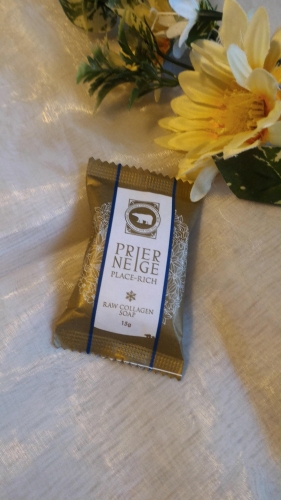 PRIER
NEIGE
PLACE-RICH
RAW COLLAGEN
SOAP
15g